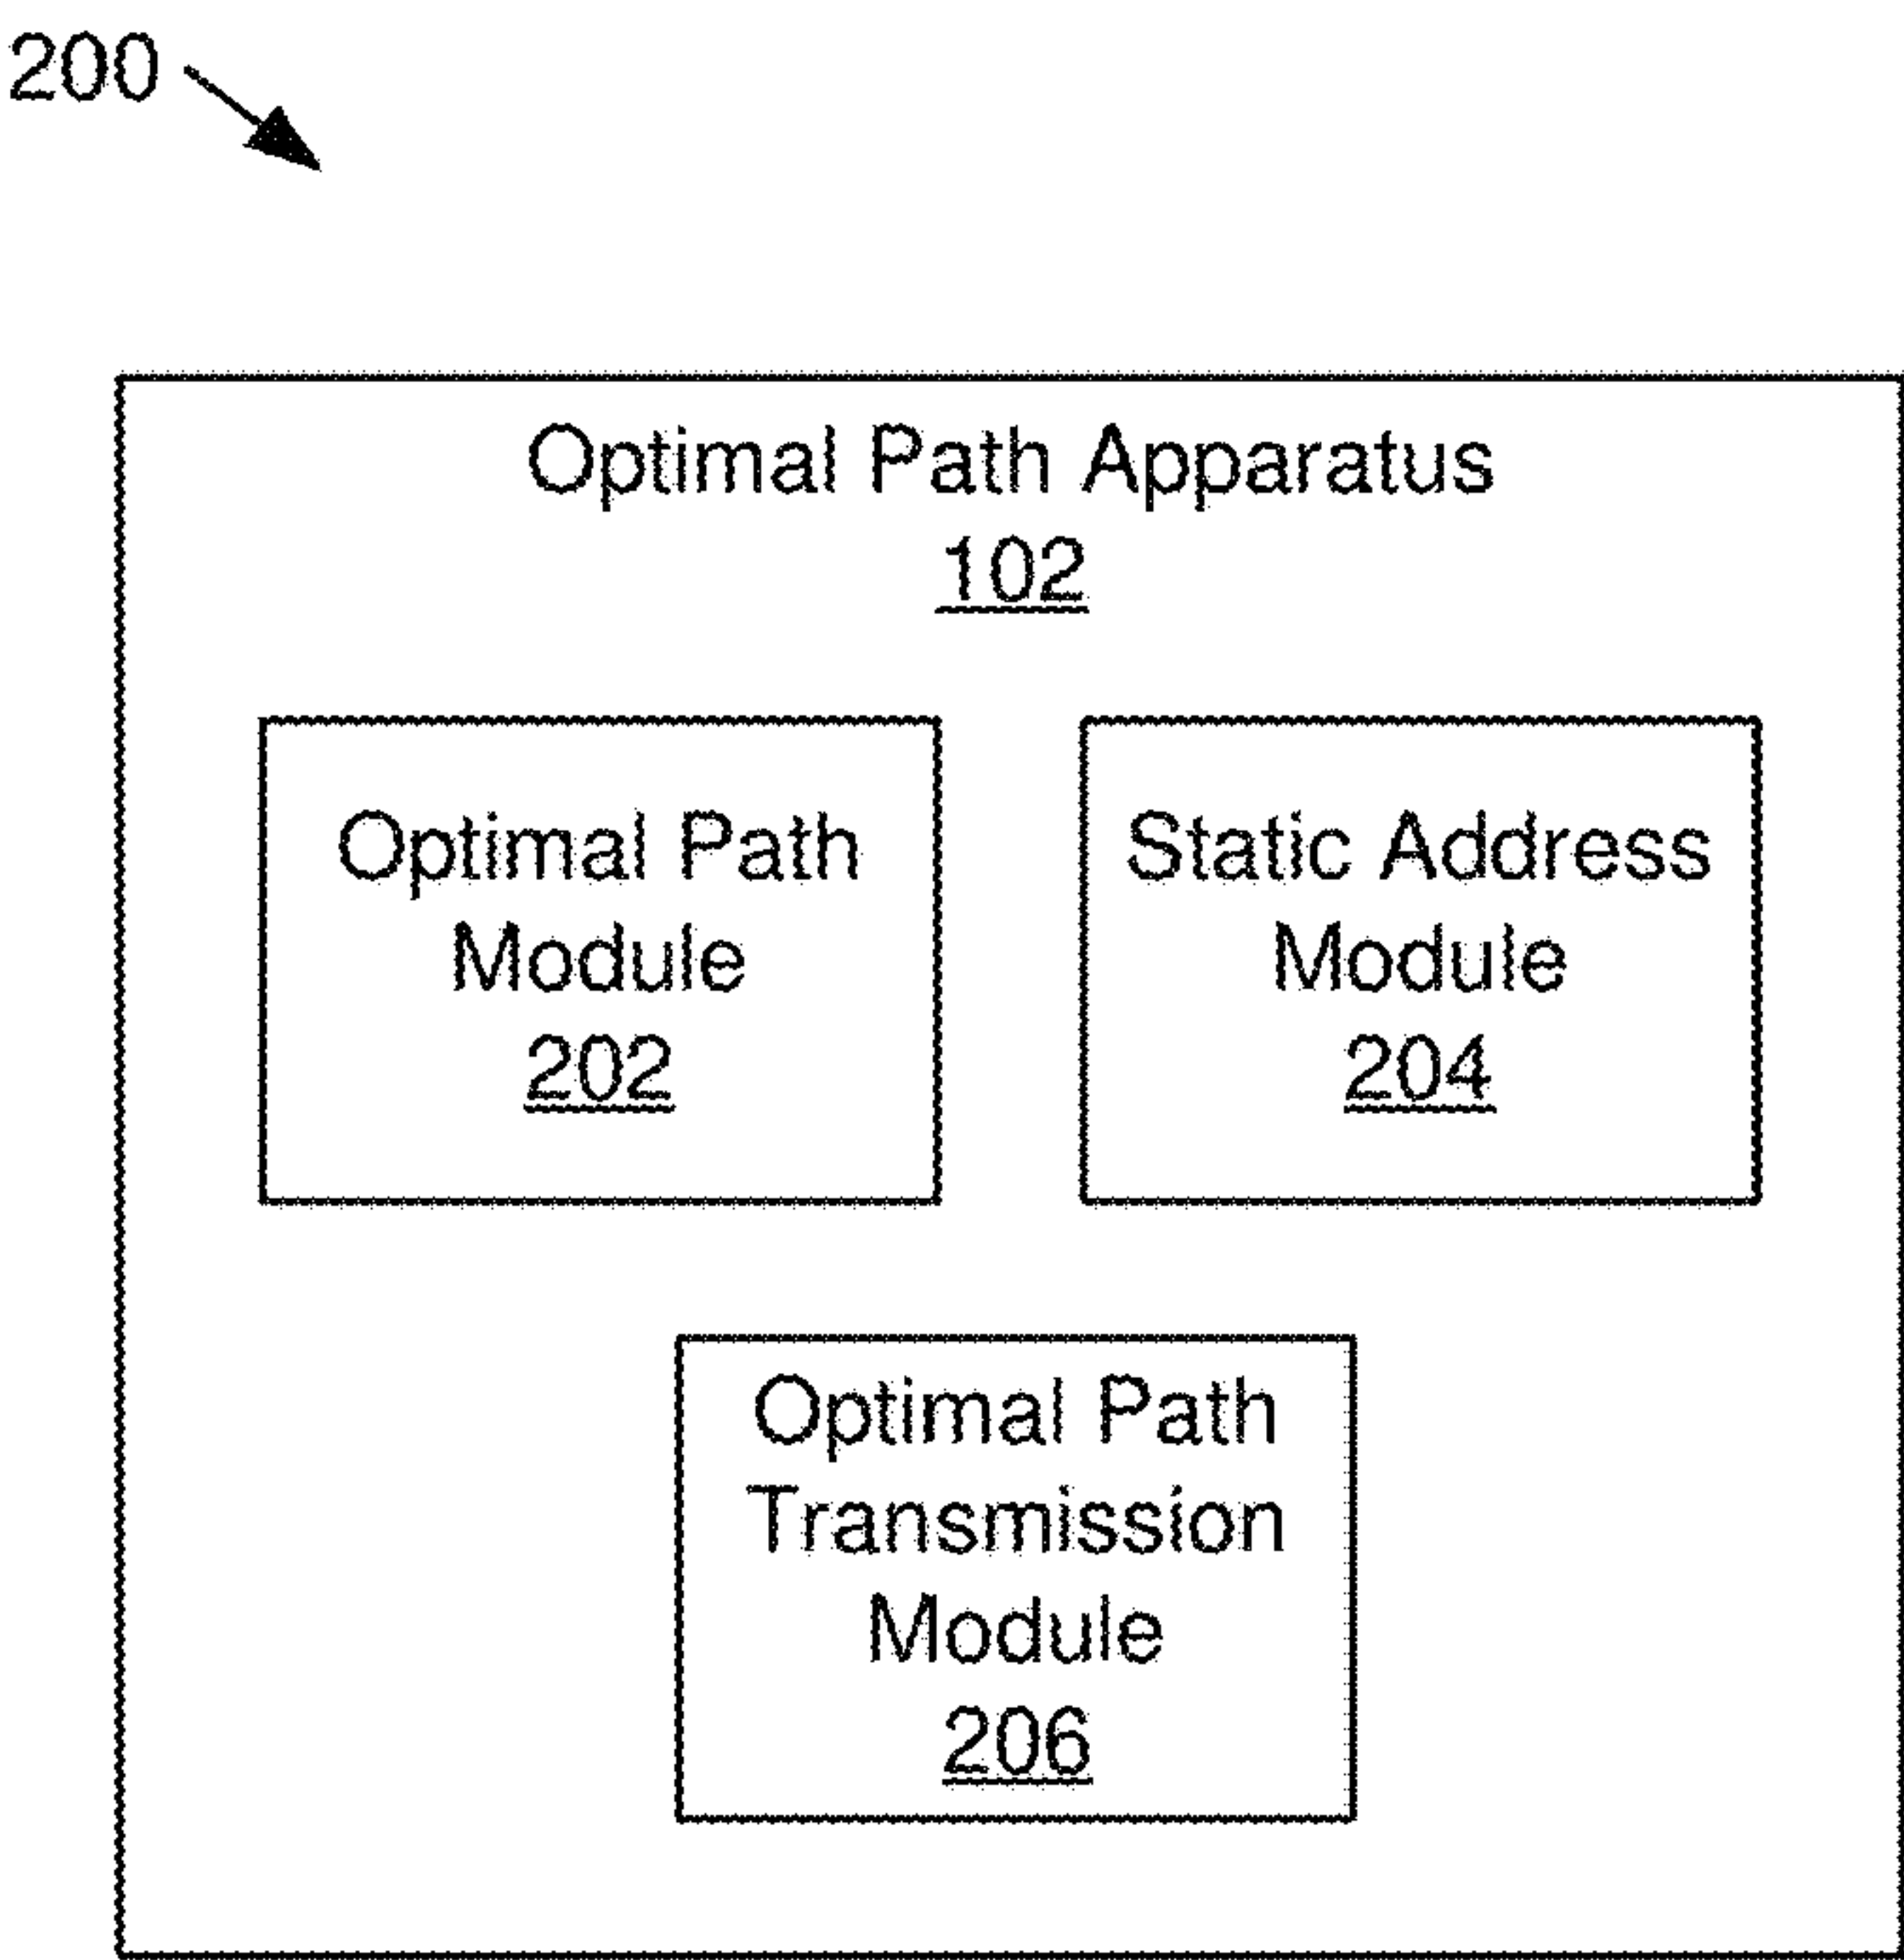 200
Optimal Path Apparatus
102
Optimal Path
Module
202
Static Address
Module
204
Optimal Path
Transmission
Module
206